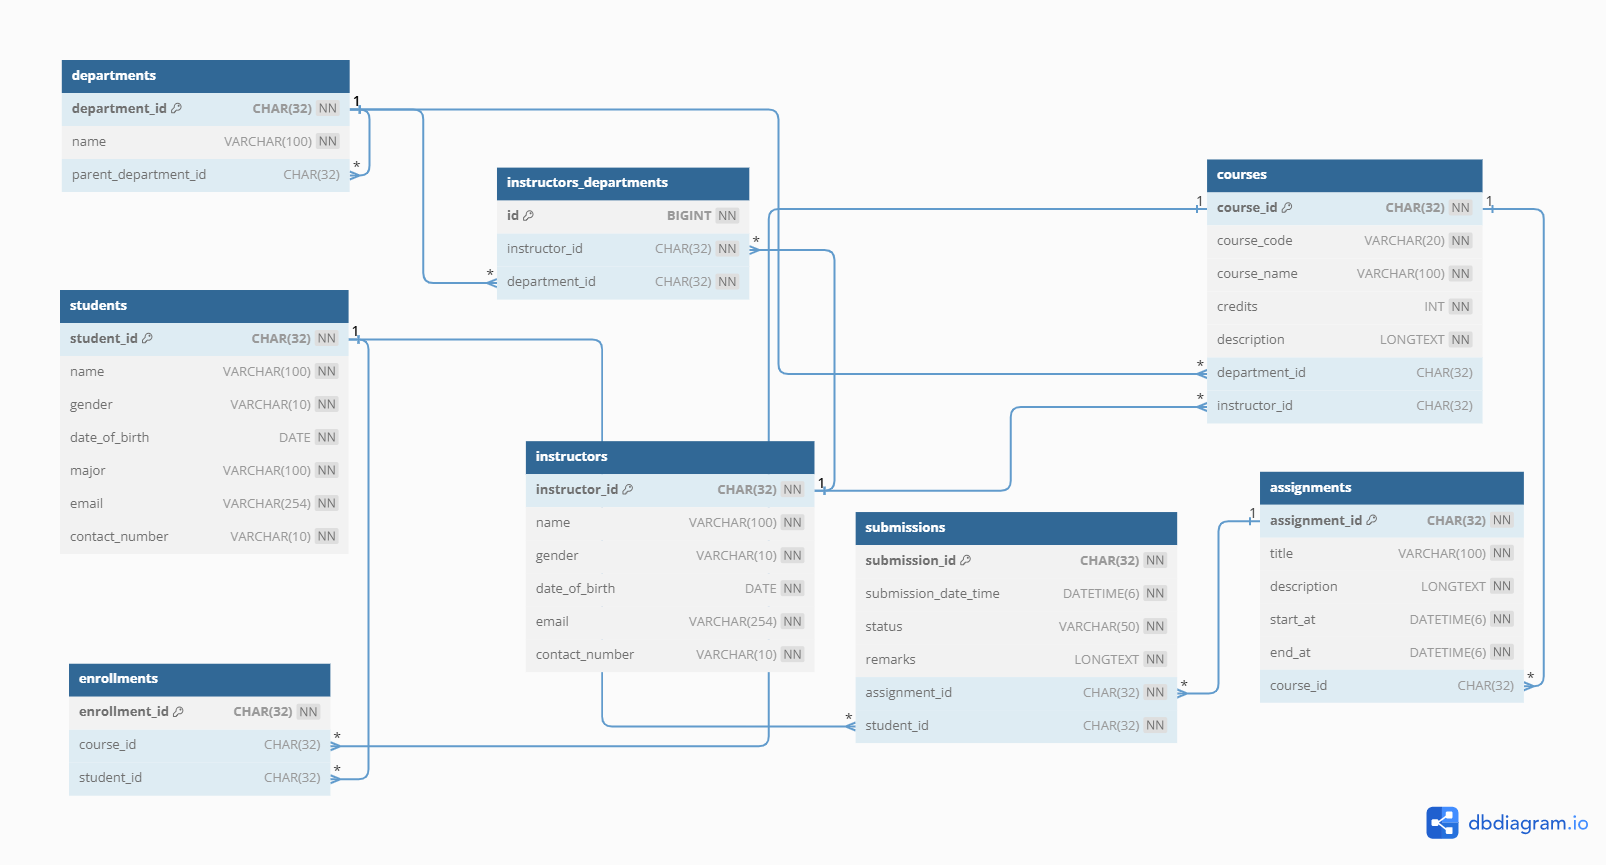 departments
department_id CHAR(32) NN
name VARCHAR(100) NN
parent_department_id CHAR(32)
1
*
instructors_departments
id BIGINT NN
instructor_id CHAR(32) NN
department_id CHAR(32) NN
*
*
courses
course_id CHAR(32) NN
course_code VARCHAR(20) NN
course_name VARCHAR(100) NN
credits INT NN
description LONGTEXT NN
department_id CHAR(32)
instructor_id CHAR(32)
1
1
*
*
students
student_id CHAR(32) NN
name VARCHAR(100) NN
gender VARCHAR(10) NN
date_of_birth DATE NN
major VARCHAR(100) NN
email VARCHAR(254) NN
contact_number VARCHAR(10) NN
1
instructors
instructor_id CHAR(32) NN
name VARCHAR(100) NN
gender VARCHAR(10) NN
date_of_birth DATE NN
email VARCHAR(254) NN
contact_number VARCHAR(10) NN
1
submissions
submission_id CHAR(32) NN
submission_date_time DATETIME(6) NN
status VARCHAR(50) NN
remarks LONGTEXT NN
assignment_id CHAR(32) NN
student_id CHAR(32) NN
*
*
assignments
assignment_id CHAR(32) NN
title VARCHAR(100) NN
description LONGTEXT NN
start_at DATETIME(6) NN
end_at DATETIME(6) NN
course_id CHAR(32)
1
*
enrollments
enrollment_id CHAR(32) NN
course_id CHAR(32)
student_id CHAR(32)
*
*
dbdiagram.io